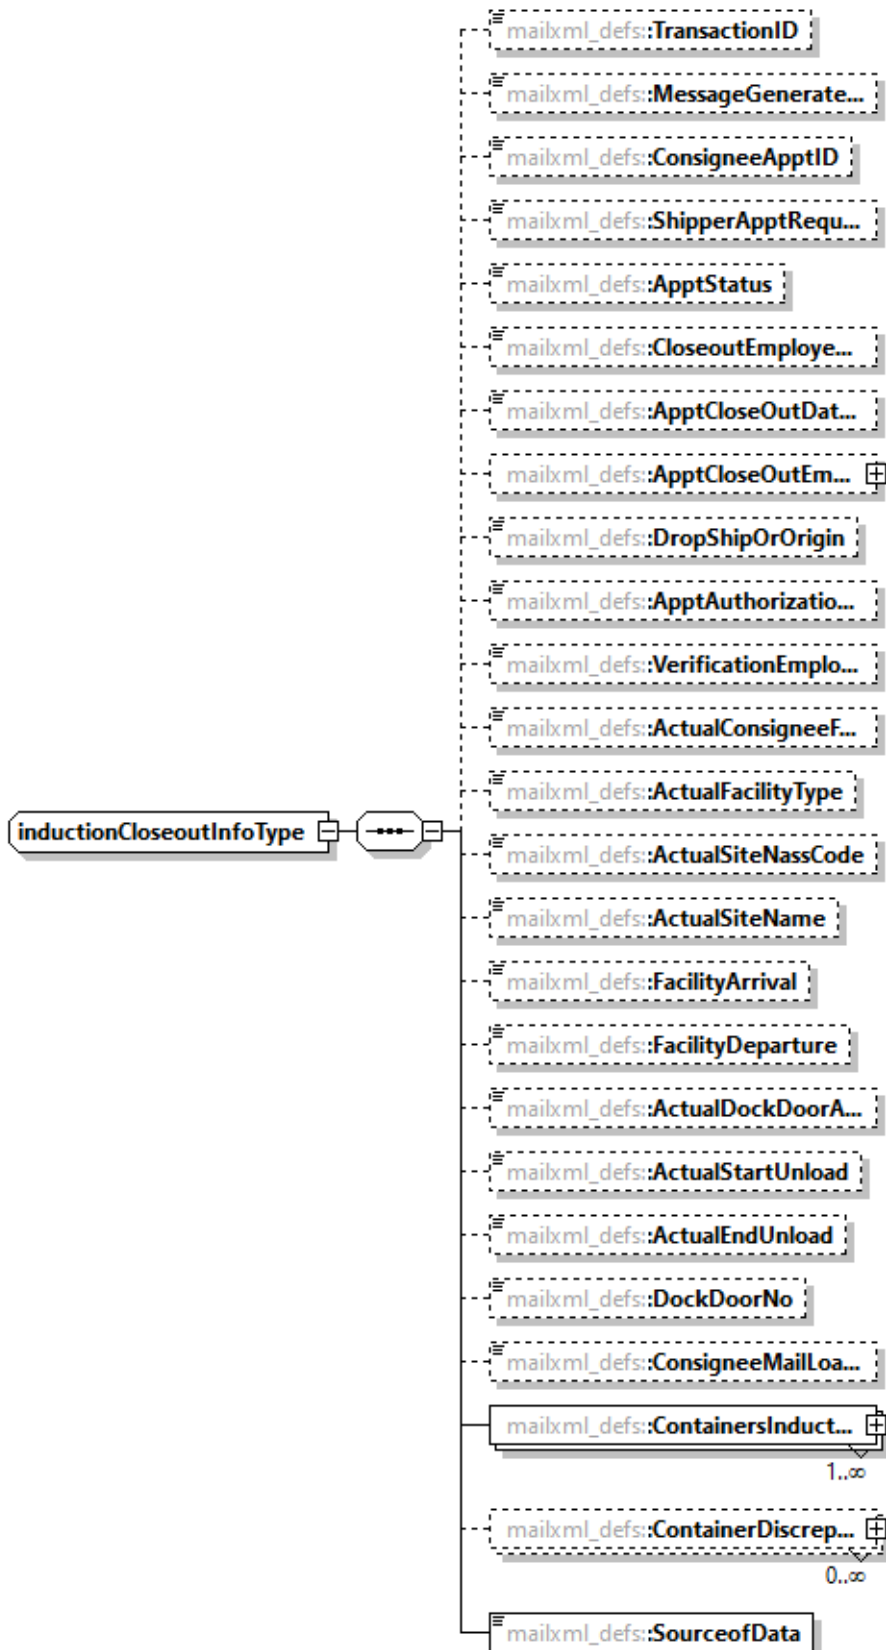 mailxml_defs::TransactionID
mailxml_defs::MessageGenerate...
mailxml_defs::ConsigneeApptID
mailxml_defs::ShipperApptRequ...
mailxml_defs::ApptStatus
mailxml_defs::CloseoutEmploye...
mailxml_defs::ApptCloseOutDat...
mailxml_defs::ApptCloseOutEm...
mailxml_defs::DropShipOrOrigin
mailxml_defs::ApptAuthorizatio...
mailxml_defs::VerificationEmplo...
mailxml_defs::ActualConsigneeF...
mailxml_defs::ActualFacilityType
inductionCloseoutInfoType
mailxml_defs::ActualSiteNassCode
mailxml_defs::ActualSiteName
mailxml_defs::FacilityArrival
mailxml_defs::FacilityDeparture
mailxml_defs::ActualDockDoorA...
mailxml_defs::ActualStartUnload
mailxml_defs::ActualEndUnload
mailxml_defs::DockDoorNo
mailxml_defs::ConsigneeMailLoa...
mailxml_defs::ContainersInduct...
1..∞
mailxml_defs::ContainerDiscrep...
0..∞
mailxml_defs::SourceofData